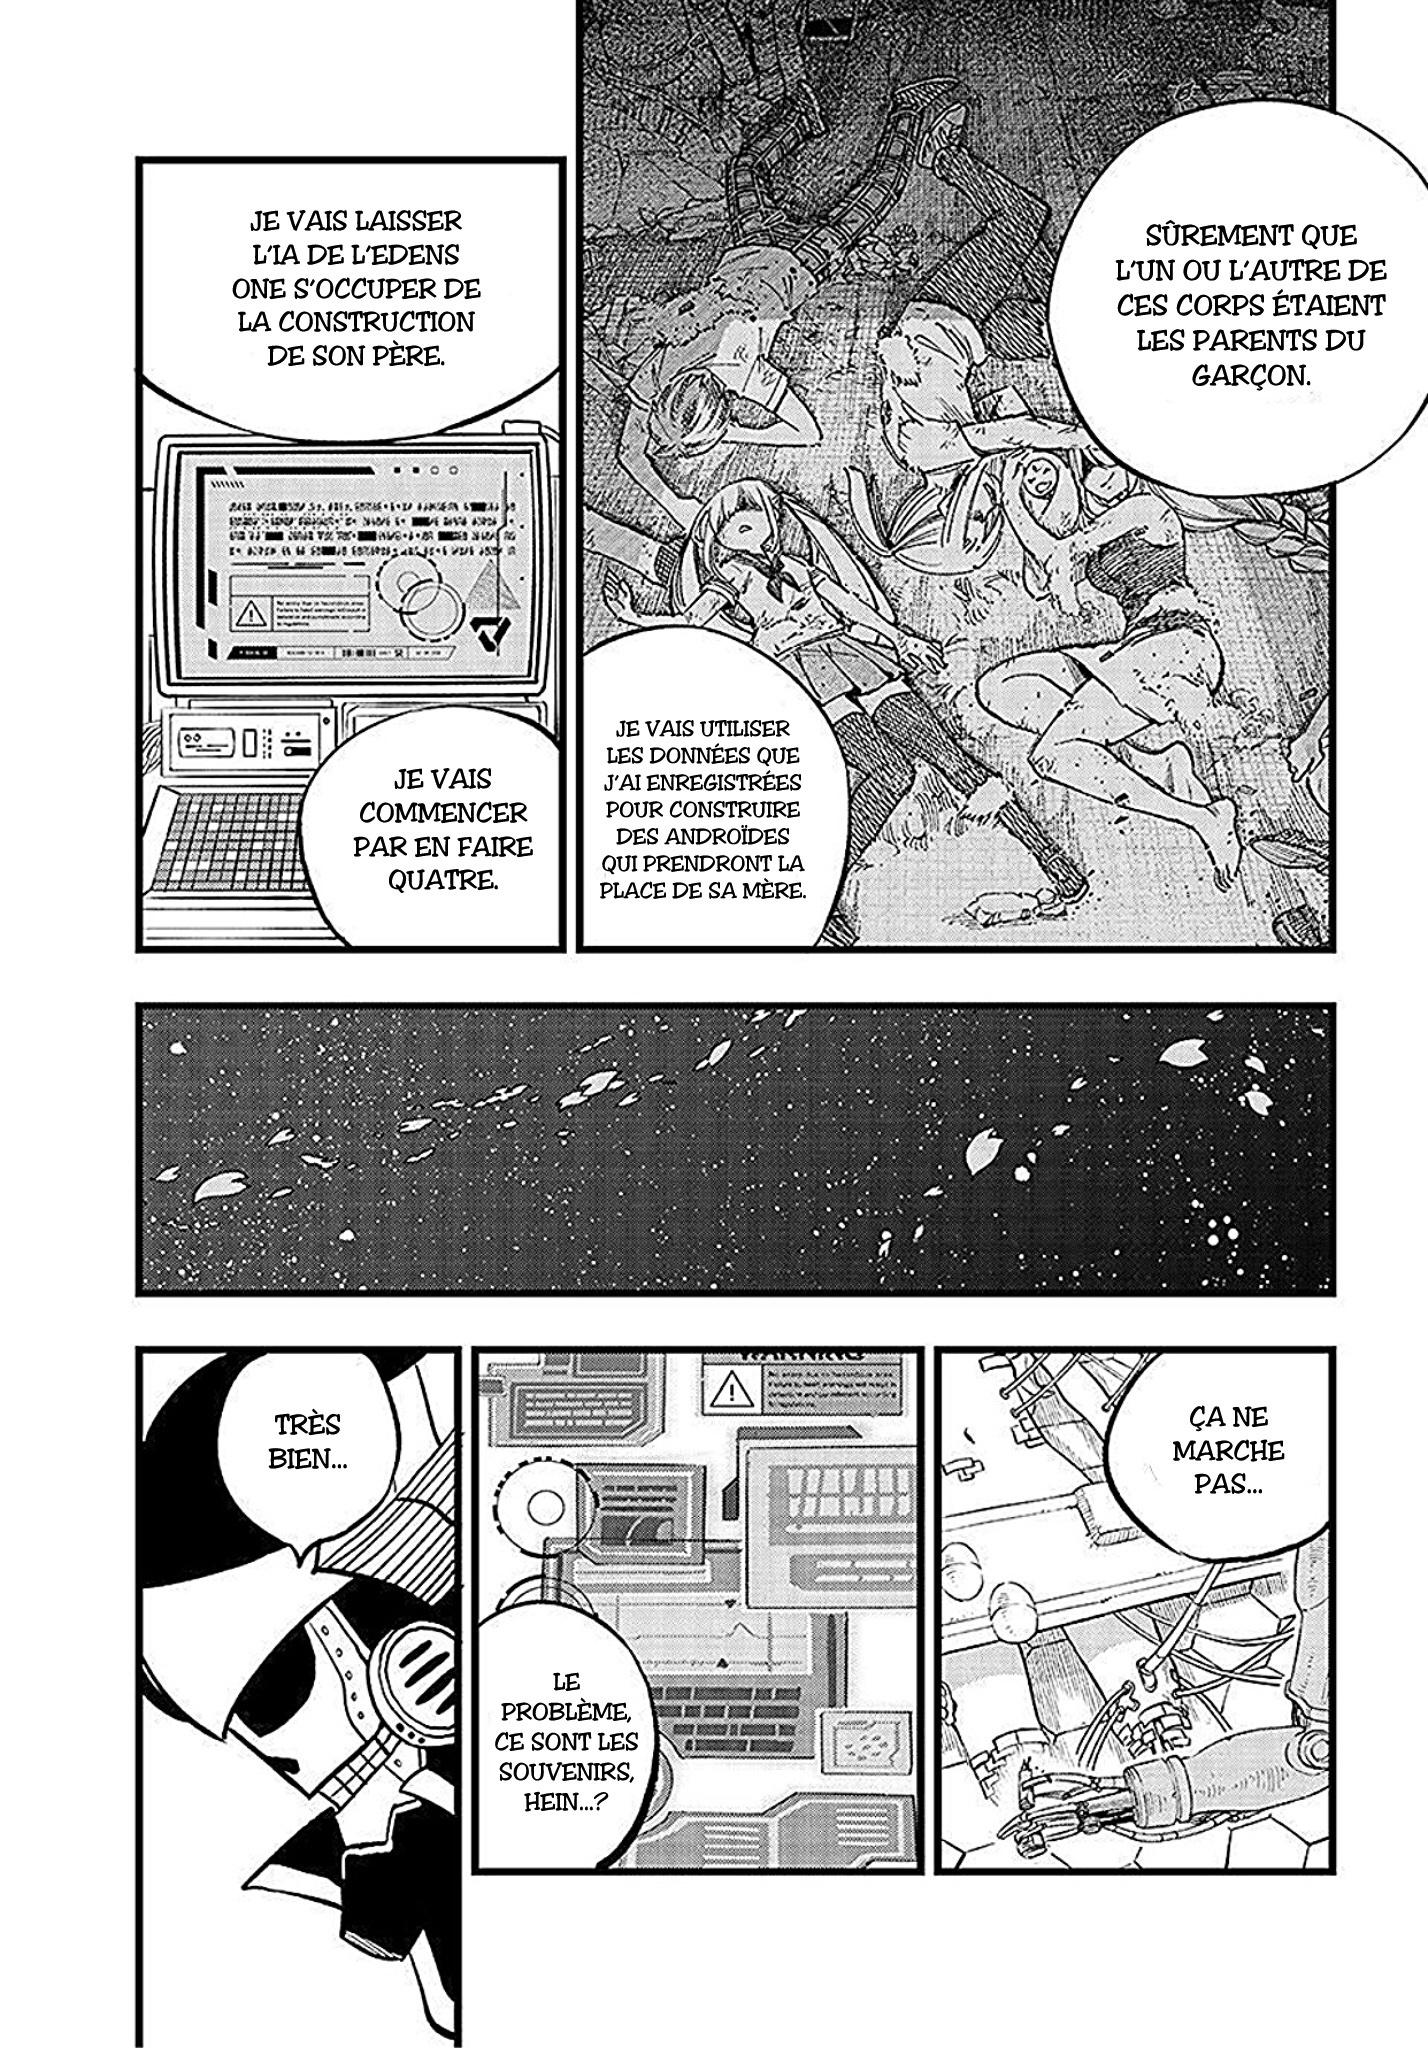 SÛREMENT QUE
L'UN OU L'AUTRE DE
CES CORPS ÉTAIENT
LES PARENTS DU
GARÇON.
JE VAIS UTILISER
LES DONNÉES QUE
J'AI ENREGISTRÉES
POUR CONSTRUIRE
DES ANDROÏDES
QUI PRENDRONT LA
PLACE DE SA MÈRE.
JE VAIS LAISSER
L'IA DE L'EDENS
ONE S'OCCUPER DE
LA CONSTRUCTION
DE SON PÈRE.
JE VAIS
COMMENCER
PAR EN FAIRE
QUATRE.
ÇA NE
MARCHE
PAS...
WARNING
LE
PROBLÈME,
CE SONT LES
SOUVENIRS,
HEIN...?
TRÈS
BIEN...